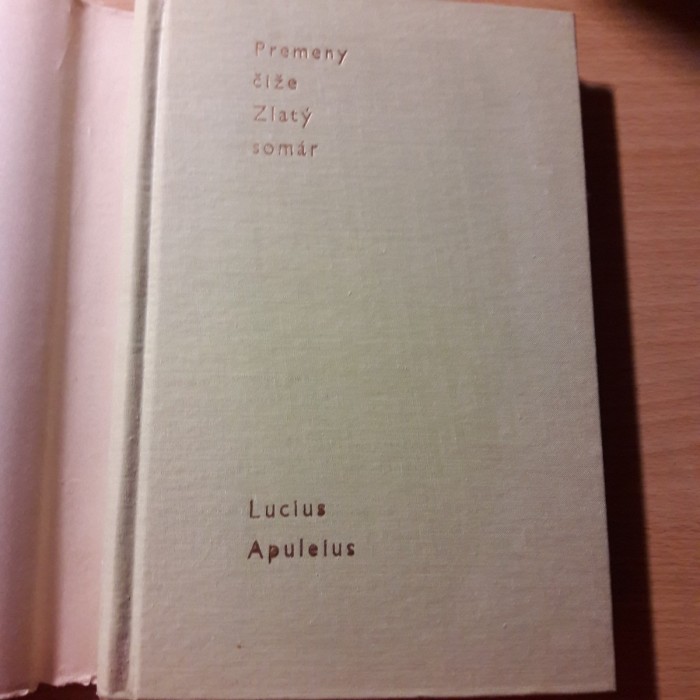 Premeny
čiže
Zlatý
somár
Lucius
Apuleius